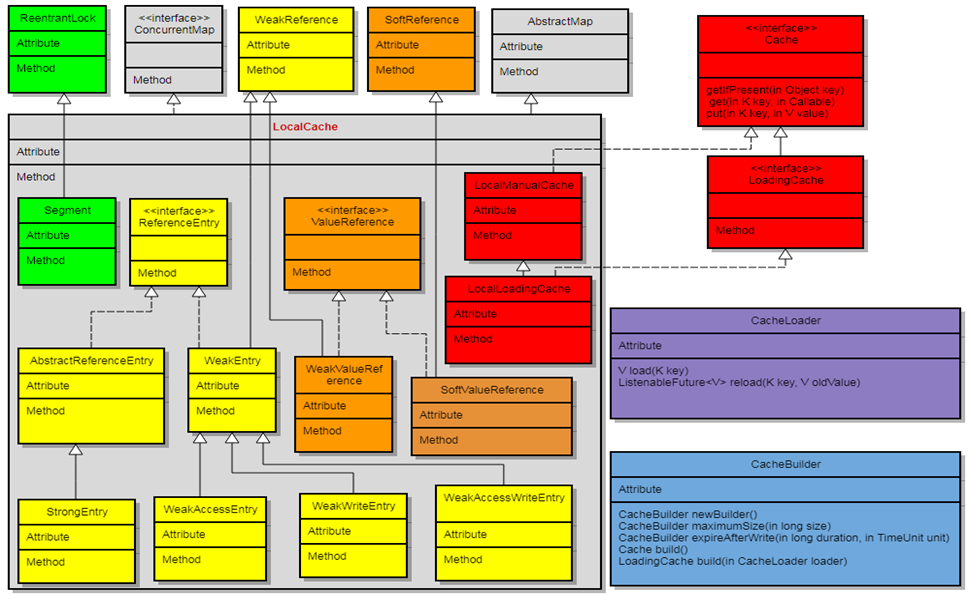 ReentrantLock
Attribute
Method
<<interface>>
ConcurrentMap
Method
WeakReference
Attribute
Method
SoftReference
Attribute
Method
AbstractMap
Attribute
Method
<<interface>>
Cache
getIfPresent(in Object key)
get(in K key, in Callable)
put(in K key, in V value)
LocalCache
Attribute
Method
<<interface>>
LoadingCache
Method
Segment
Attribute
Method
<<interface>>
ReferenceEntry
Method
<<interface>>
ValueReference
Method
LocalManualCache
Attribute
Method
LocalLoadingCache
Attribute
Method
CacheLoader
Attribute
V load(K key)
ListenableFuture<V> reload(K key, V oldValue)
AbstractReferenceEntry
Attribute
Method
WeakEntry
Attribute
Method
WeakValueRef
erence
Attribute
Method
SoftValueReference
Attribute
Method
CacheBuilder
Attribute
CacheBuilder newBuilder()
CacheBuilder maximumSize(in long size)
CacheBuilder expireAfterWrite(in long duration, in TimeUnit unit)
Cache build()
LoadingCache build(in CacheLoader loader)
StrongEntry
Attribute
Method
WeakAccessEntry
Attribute
Method
WeakWriteEntry
Attribute
Method
WeakAccessWriteEntry
Attribute
Method